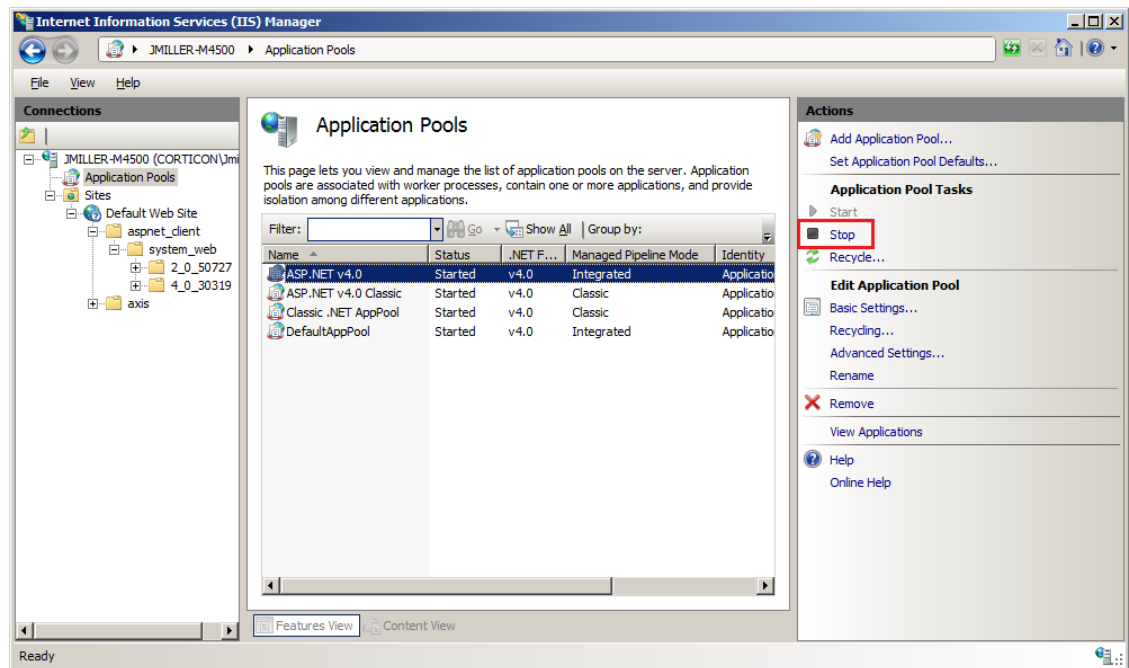 Internet Information Services (IIS) Manager
JMILLER-M4500 Application Pools
File View Help
Connections
JMILLER-M4500 (CORTICON\Jmi
Application Pools
Sites
Default Web Site
aspnet_client
system_web
2_0_50727
4_0_30319
axis
Application Pools
This page lets you view and manage the list of application pools on the server. Application
pools are associated with worker processes, contain one or more applications, and provide
isolation among different applications.
Filter: Go Show All Group by:
Name Status .NET F... Managed Pipeline Mode Identity
ASP.NET v4.0 Started v4.0 Integrated Applicatio
ASP.NET v4.0 Classic Started v4.0 Classic Applicatio
Classic .NET AppPool Started v4.0 Classic Applicatio
DefaultAppPool Started v4.0 Integrated Applicatio
Features View Content View
Actions
Add Application Pool...
Set Application Pool Defaults...
Application Pool Tasks
Start
Stop
Recycle...
Edit Application Pool
Basic Settings...
Recycling...
Advanced Settings...
Rename
Remove
View Applications
Help
Online Help
Ready